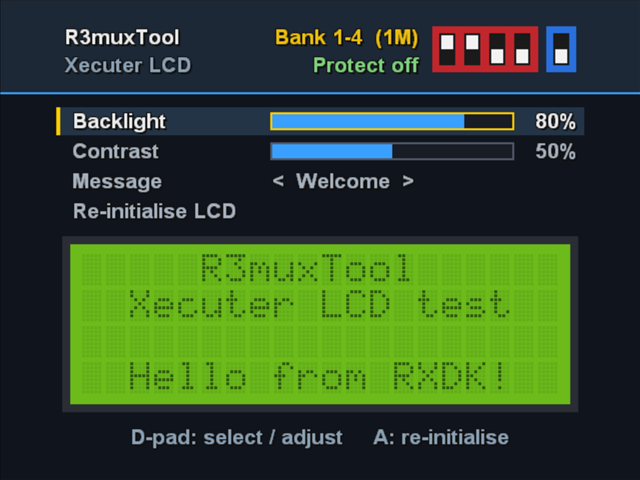 R3muxTool
Bank 1-4 (1M)
Xecuter LCD
Protect off
Backlight 80%
Contrast 50%
Message < Welcome >
Re-initialise LCD
R3muxTool
Xecuter LCD test
Hello from RXDK!
D-pad: select / adjust A: re-initialise